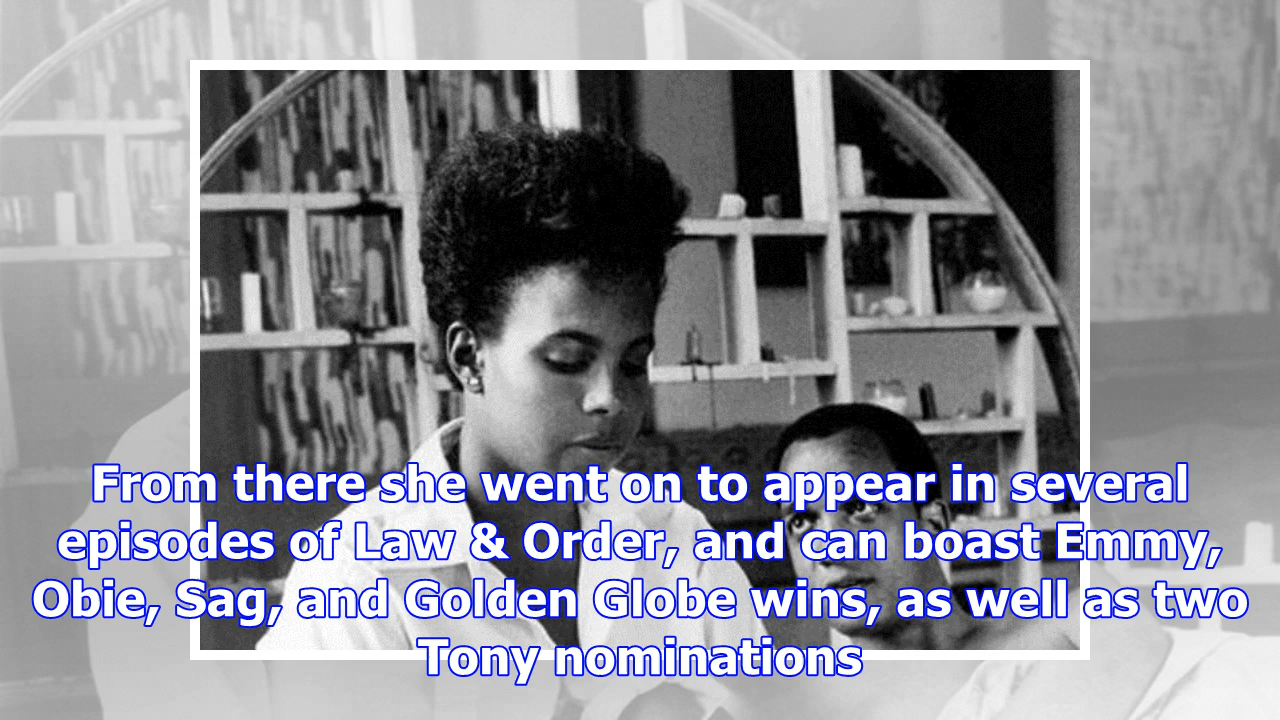 From there she went on to appear in several
episodes of Law & Order, and can boast Emmy,
Obie, Sag, and Golden Globe wins, as well as two
Tony nominations